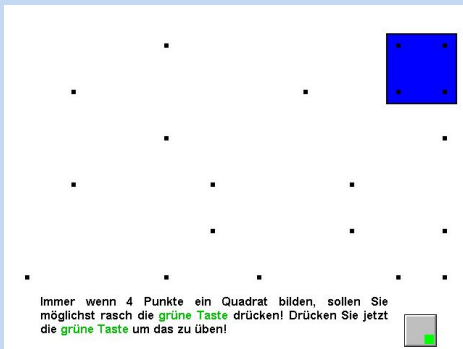 Immer wenn 4 Punkte ein Quadrat bilden, sollen Sie
möglichst rasch die grüne Taste drücken! Drücken Sie jetzt
die grüne Taste um das zu üben!